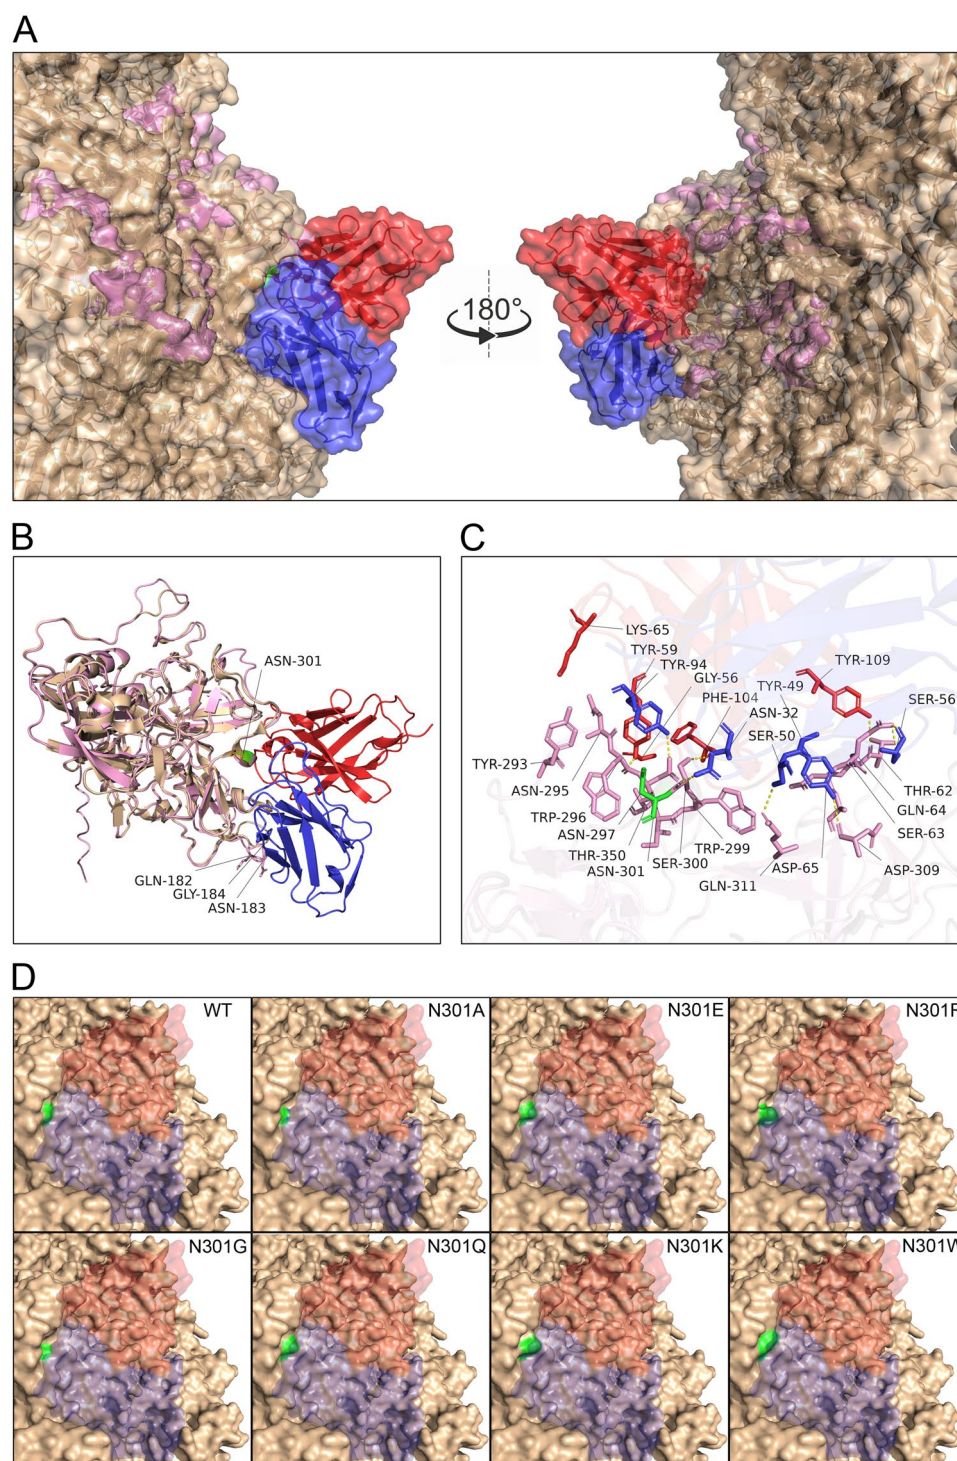 A
180°
B
ASN-301
GLN-182
GLY-184
ASN-183
C
LYS-65
TYR-59
TYR-94
GLY-56
PHE-104
TYR-49
ASN-32
SER-50
TYR-109
SER-56
TYR-293
ASN-295
TRP-296
ASN-297
THR-350
ASN-301
SER-300
TRP-299
GLN-311
ASP-65
ASP-309
SER-63
GLN-64
THR-62
D
WT
N301A
N301E
N301R
N301G
N301Q
N301K
N301W